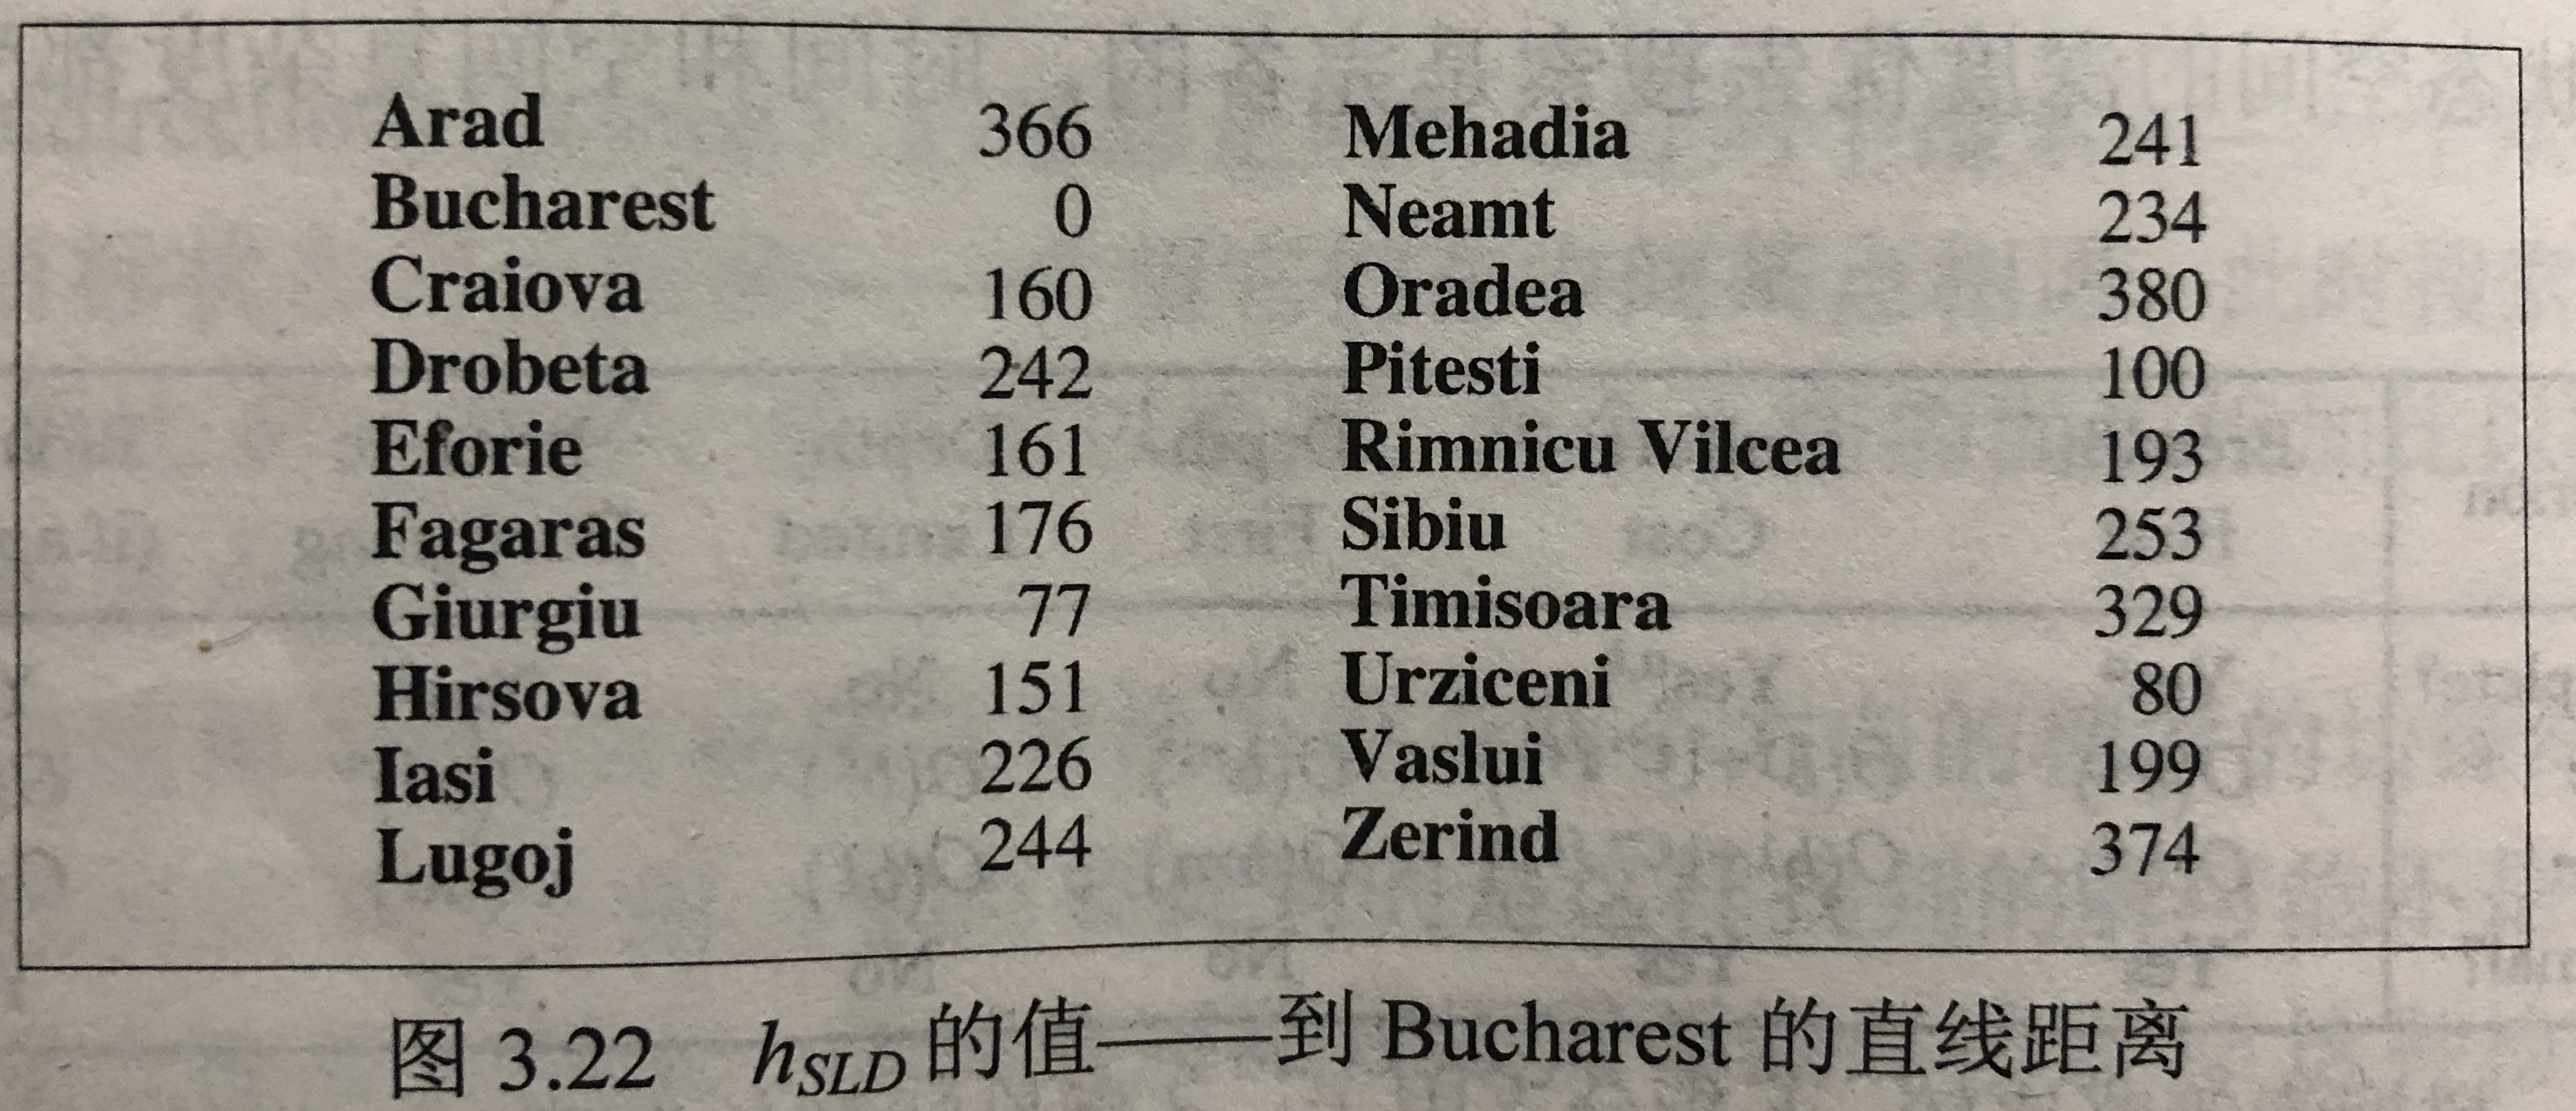 Arad 366 Mehadia 241
Bucharest 0 Neamt 234
Craiova 160 Oradea 380
Drobeta 242 Pitesti 100
Eforie 161 Rimnicu Vilcea 193
Fagaras 176 Sibiu 253
Giurgiu 77 Timisoara 329
Hirsova 151 Urziceni 80
Iasi 226 Vaslui 199
Lugoj 244 Zerind 374
图 3.22 hSLD 的值——到 Bucharest 的直线距离